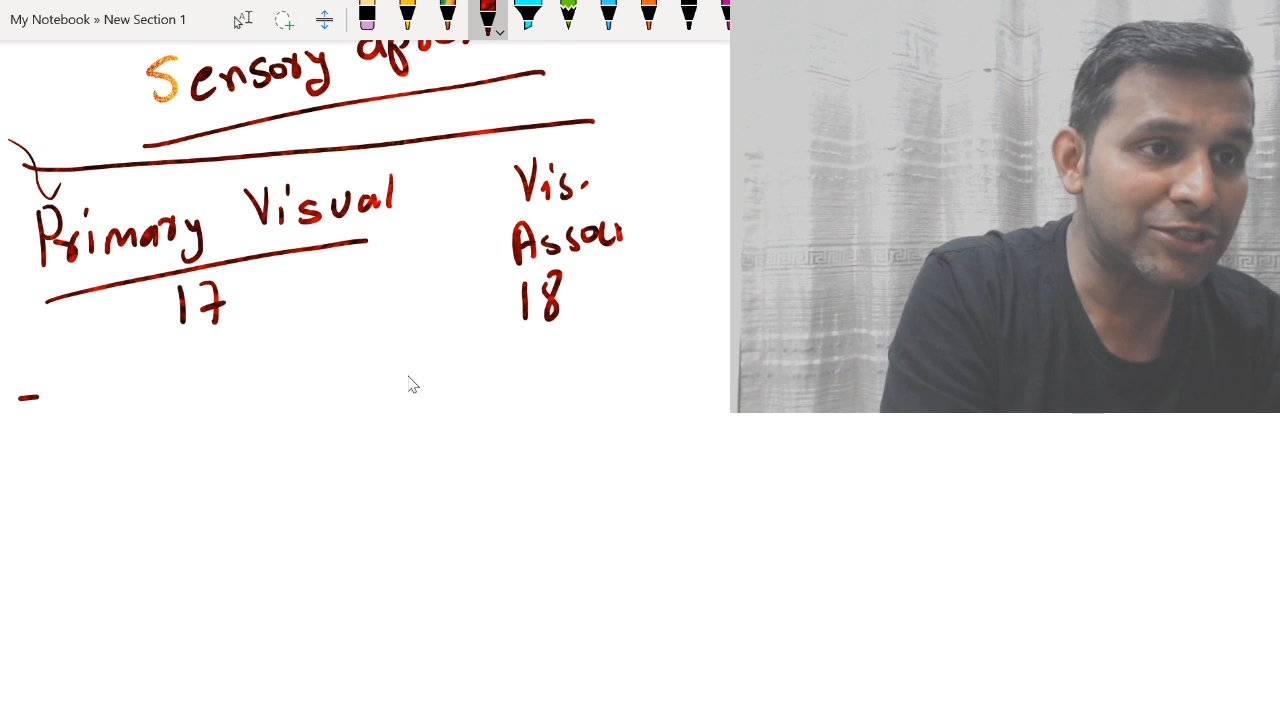 My Notebook » New Section 1
Sensory
Primary Visual
17
Vis.
Assoc
18